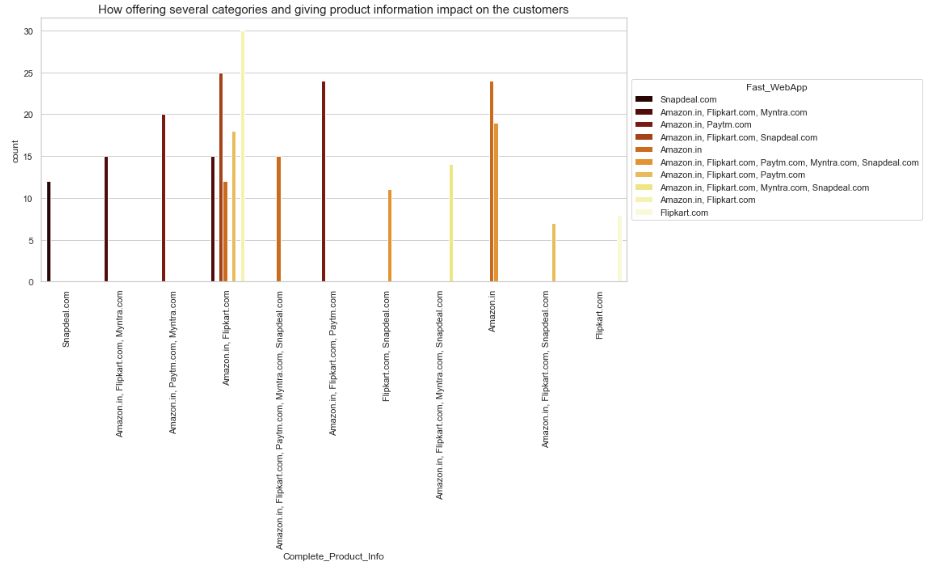 How offering several categories and giving product information impact on the customers
30
25
20
15
10
5
0
count
Snapdeal.com
Amazon.in, Flipkart.com, Myntra.com
Amazon.in, Paytm.com, Myntra.com
Amazon.in, Flipkart.com
Amazon.in, Flipkart.com, Paytm.com, Myntra.com, Snapdeal.com
Amazon.in, Flipkart.com, Paytm.com
Flipkart.com, Snapdeal.com
Amazon.in, Flipkart.com, Myntra.com, Snapdeal.com
Amazon.in
Amazon.in, Flipkart.com, Snapdeal.com
Flipkart.com
Complete_Product_Info
Fast_WebApp
Snapdeal.com
Amazon.in, Flipkart.com, Myntra.com
Amazon.in, Paytm.com
Amazon.in, Flipkart.com, Snapdeal.com
Amazon.in
Amazon.in, Flipkart.com, Paytm.com, Myntra.com, Snapdeal.com
Amazon.in, Flipkart.com, Paytm.com
Amazon.in, Flipkart.com, Myntra.com, Snapdeal.com
Amazon.in, Flipkart.com
Flipkart.com